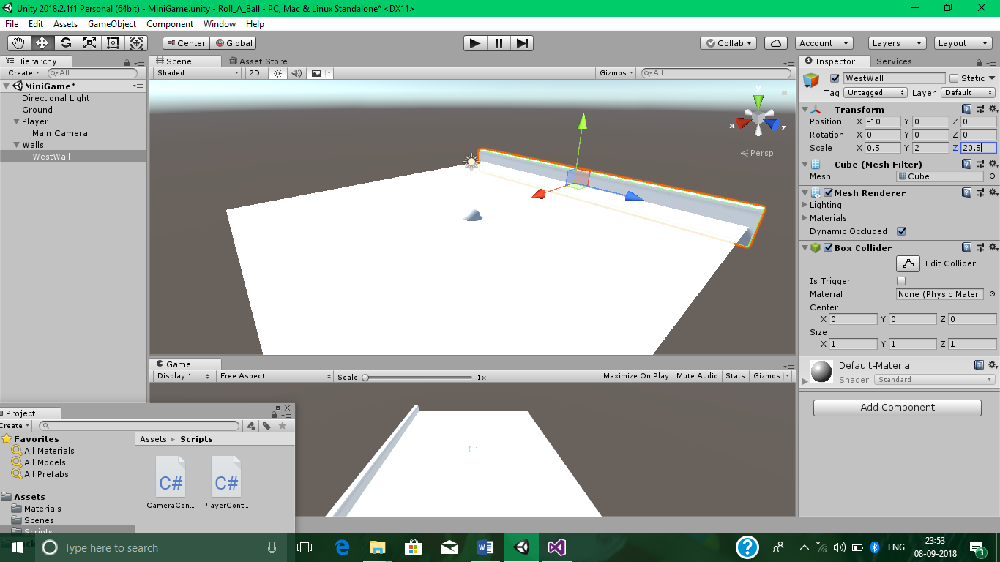 Unity 2018.2.1f1 Personal (64bit) - MiniGame.unity - Roll_A_Ball - PC, Mac & Linux Standalone* <DX11>
File Edit Assets GameObject Component Window Help
Center Global Collab Account Layers Layout
Hierarchy
Create All
MiniGame*
Directional Light
Ground
Player
Main Camera
Walls
WestWall
Scene Asset Store
Shaded 2D Gizmos All
y
x z
Persp
Game
Display 1 Free Aspect Scale 1x Maximize On Play Mute Audio Stats Gizmos
Project
Create
Favorites
All Materials
All Models
All Prefabs
Assets
Materials
Scenes
Scripts
Assets Scripts
C# C#
CameraCon... PlayerCont...
Inspector Services
WestWall Static
Tag Untagged Layer Default
Transform
Position X -10 Y 0 Z 0
Rotation X 0 Y 0 Z 0
Scale X 0.5 Y 2 Z 20.5
Cube (Mesh Filter)
Mesh Cube
Mesh Renderer
Lighting
Materials
Dynamic Occluded
Box Collider
Edit Collider
Is Trigger
Material None (Physic Materi
Center
X 0 Y 0 Z 0
Size
X 1 Y 1 Z 1
Default-Material
Shader Standard
Add Component
Type here to search
ENG
23:53
08-09-2018
3